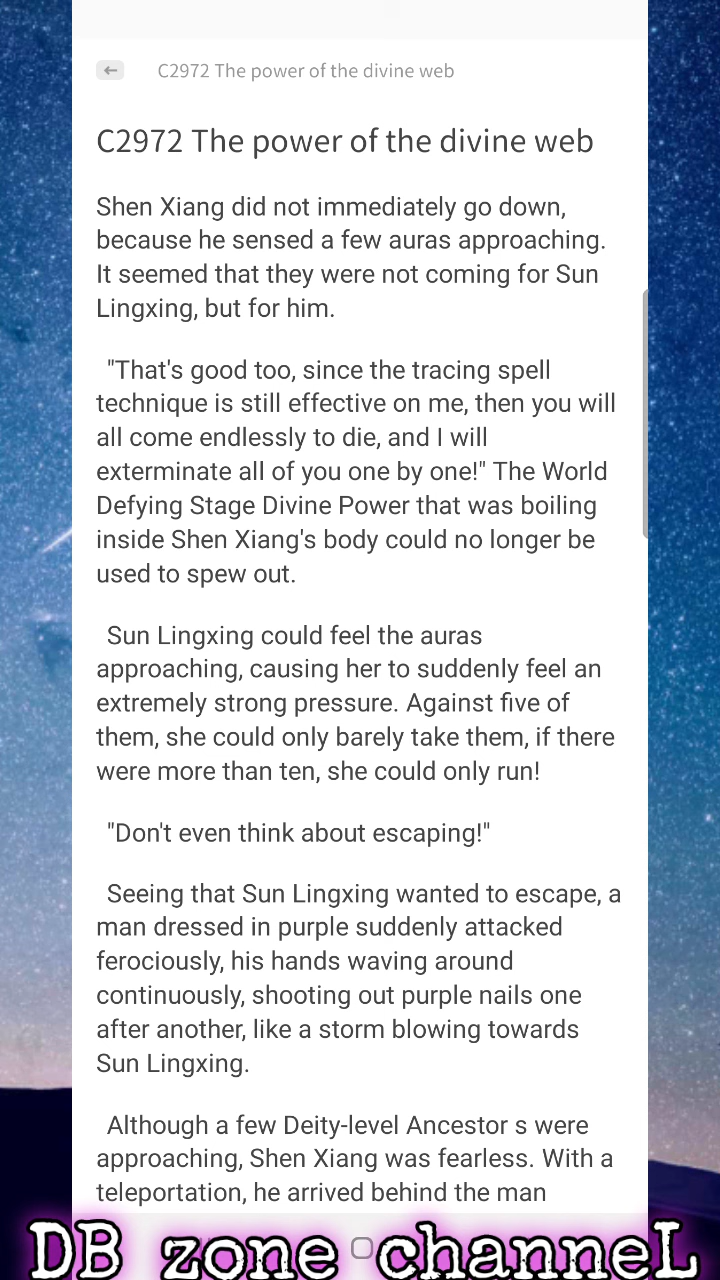 ← C2972 The power of the divine web
C2972 The power of the divine web
Shen Xiang did not immediately go down,
because he sensed a few auras approaching.
It seemed that they were not coming for Sun
Lingxing, but for him.
"That's good too, since the tracing spell
technique is still effective on me, then you will
all come endlessly to die, and I will
exterminate all of you one by one!" The World
Defying Stage Divine Power that was boiling
inside Shen Xiang's body could no longer be
used to spew out.
Sun Lingxing could feel the auras
approaching, causing her to suddenly feel an
extremely strong pressure. Against five of
them, she could only barely take them, if there
were more than ten, she could only run!
"Don't even think about escaping!"
Seeing that Sun Lingxing wanted to escape, a
man dressed in purple suddenly attacked
ferociously, his hands waving around
continuously, shooting out purple nails one
after another, like a storm blowing towards
Sun Lingxing.
Although a few Deity-level Ancestor s were
approaching, Shen Xiang was fearless. With a
teleportation, he arrived behind the man
DB zone channeL